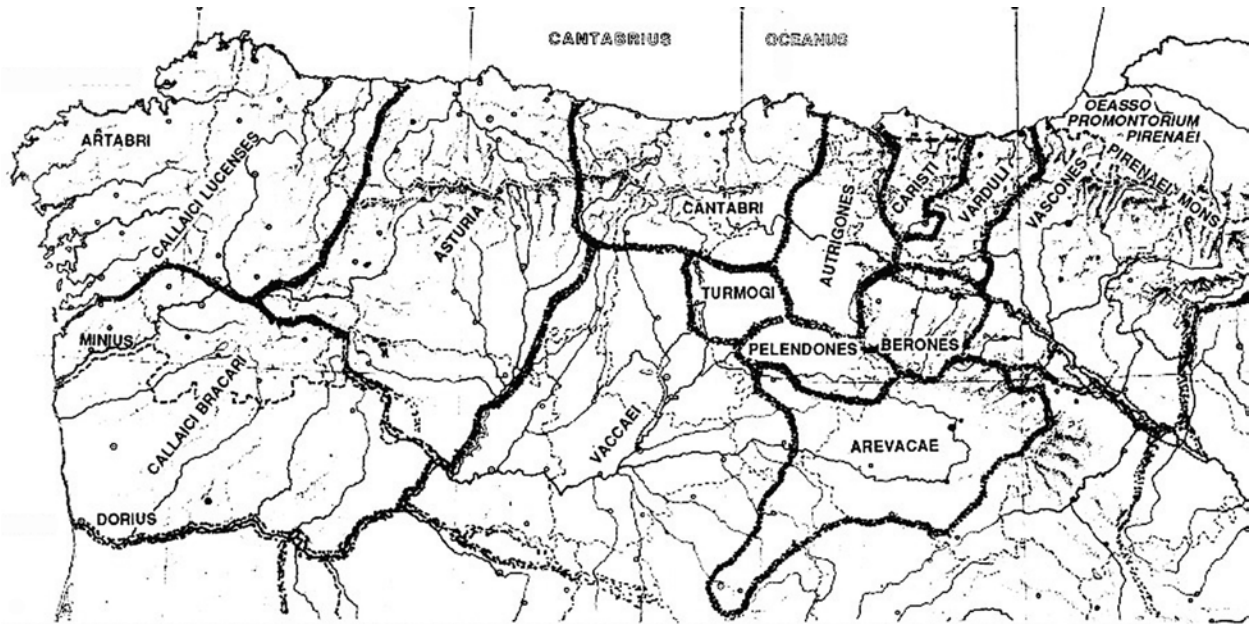 CANTABRIUS OCEANUS
OEASSO
PROMONTORIUM
PIRENAEI
ARTABRI
CALLAICI LUCENSES
ASTURIA
CANTABRI
AUTRIGONES
CARISTI
VARDULI
VASCONES
PIRENAEI MONS
TURMOGI
MINIUS
PELENDONES
BERONES
CALLAICI BRACARI
VACCAEI
AREVACAE
DORIUS